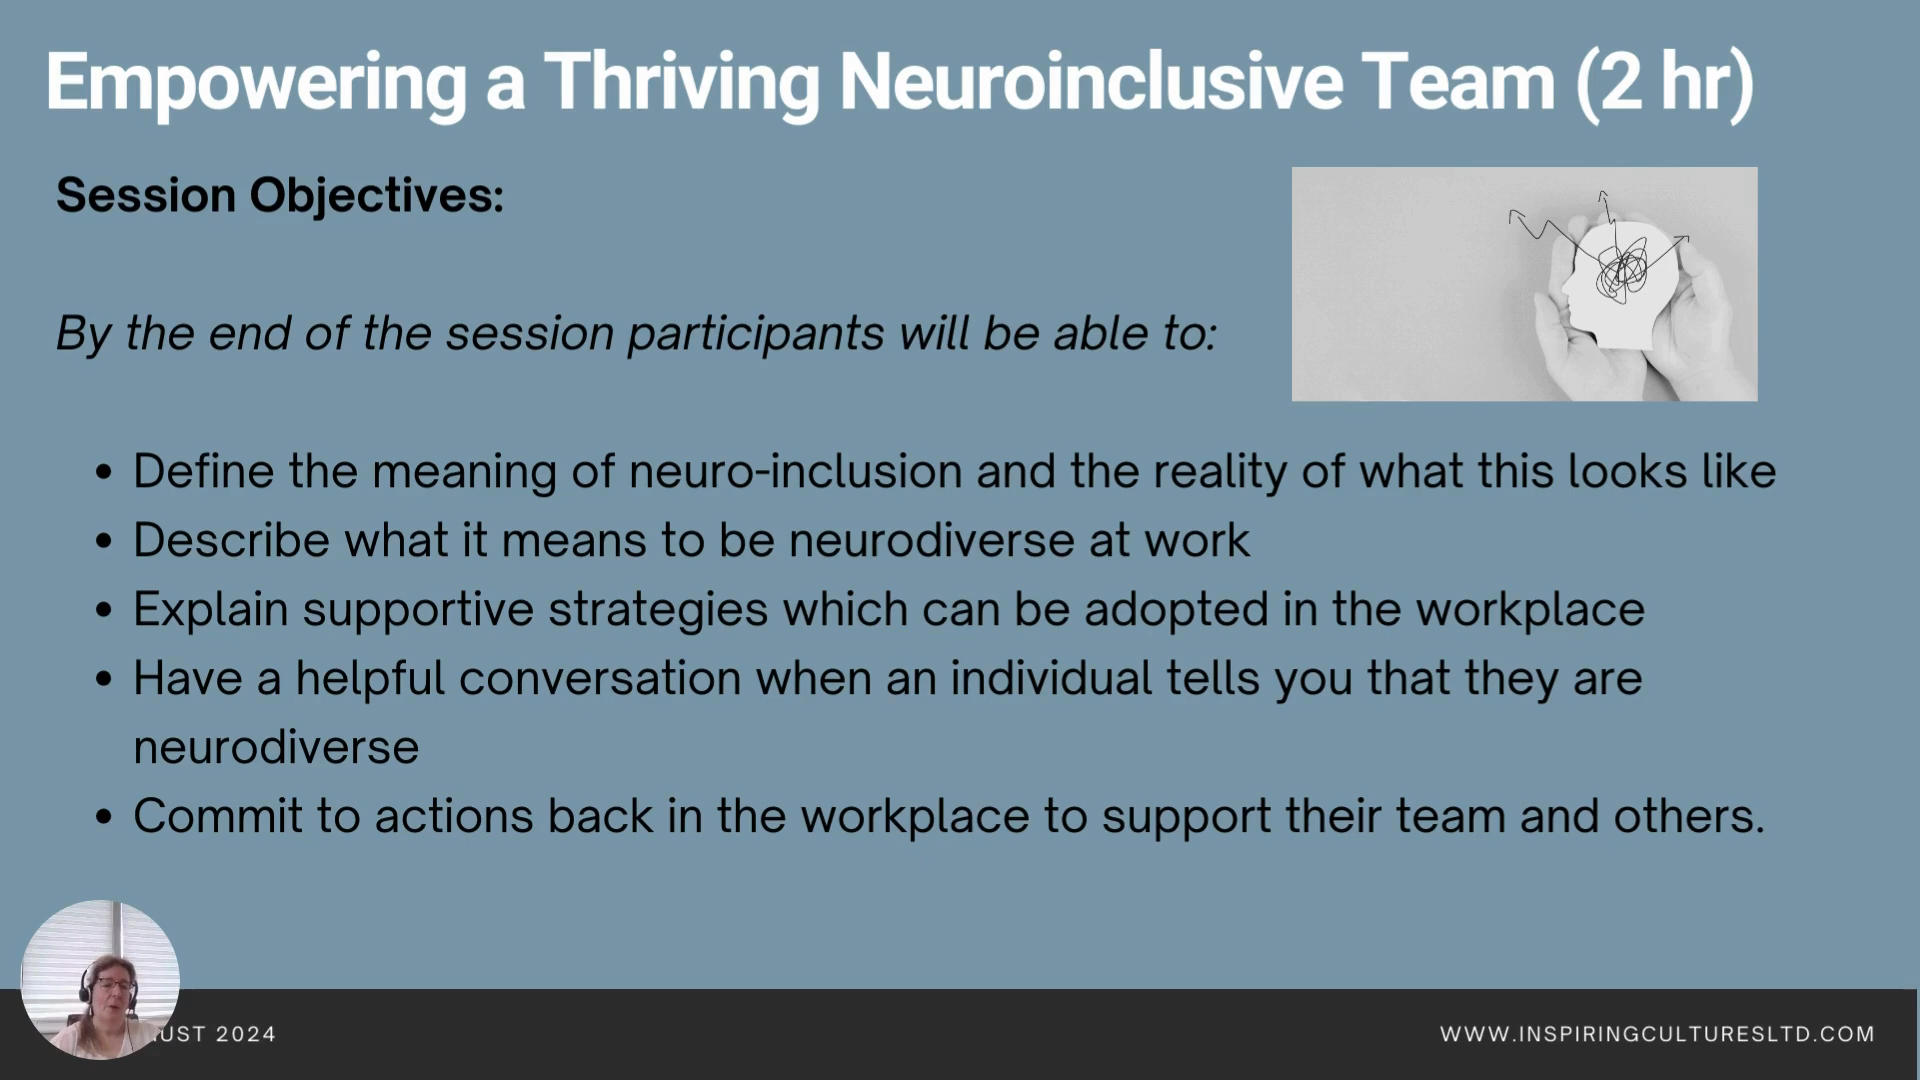 Empowering a Thriving Neuroinclusive Team (2 hr)
Session Objectives:
By the end of the session participants will be able to:
• Define the meaning of neuro-inclusion and the reality of what this looks like
• Describe what it means to be neurodiverse at work
• Explain supportive strategies which can be adopted in the workplace
• Have a helpful conversation when an individual tells you that they are
neurodiverse
• Commit to actions back in the workplace to support their team and others.
2024
WWW.INSPIRINGCULTURESLTD.COM